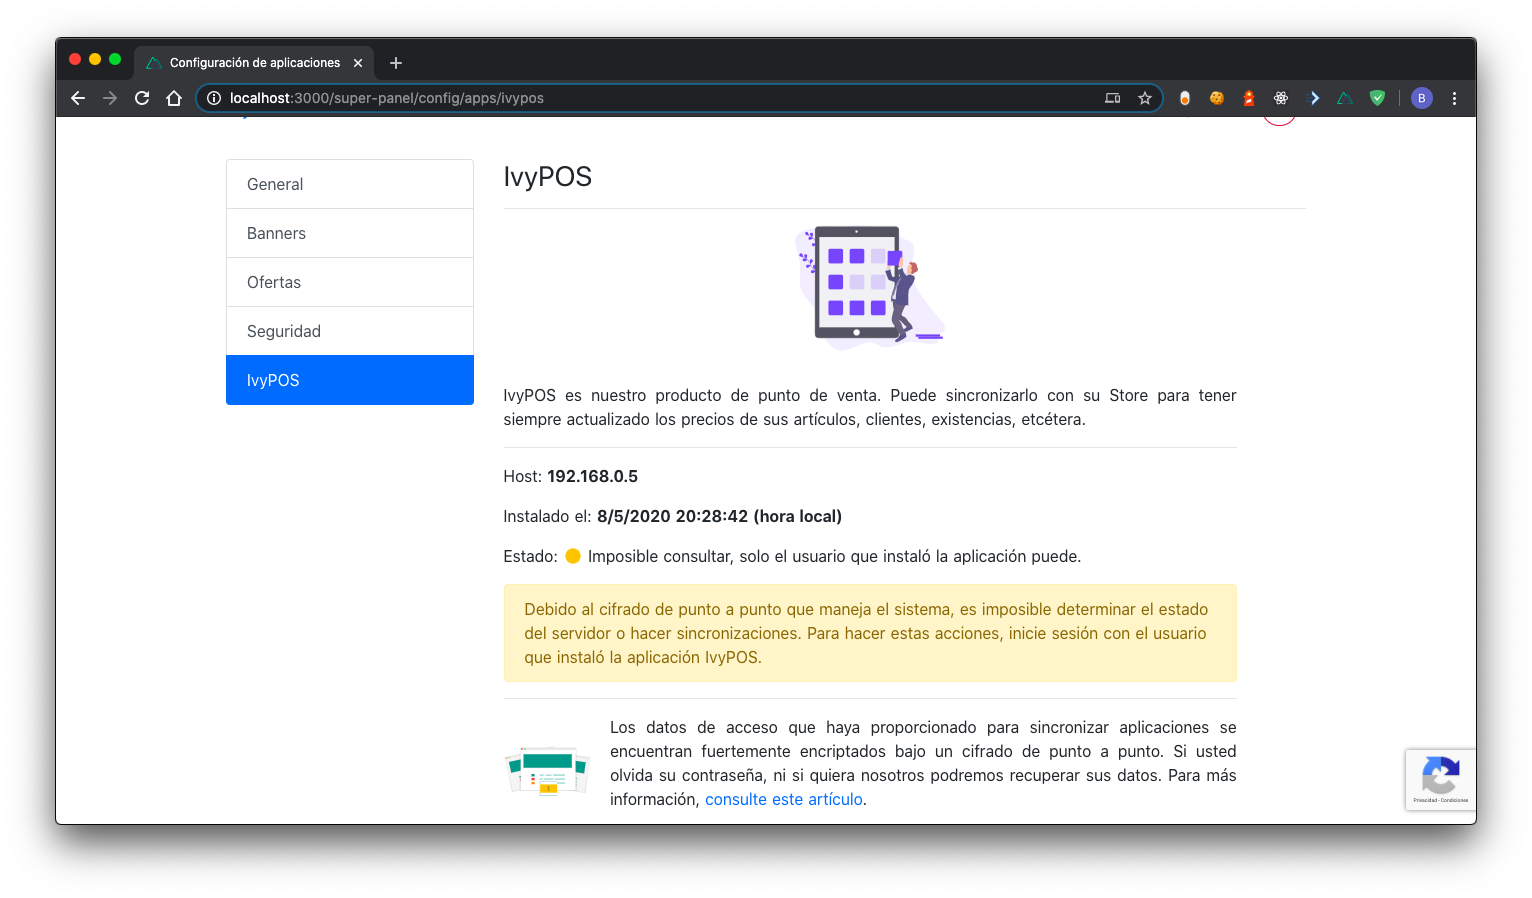 Configuración de aplicaciones
localhost:3000/super-panel/config/apps/ivypos
B
General
Banners
Ofertas
Seguridad
IvyPOS
IvyPOS
IvyPOS es nuestro producto de punto de venta. Puede sincronizarlo con su Store para tener
siempre actualizado los precios de sus artículos, clientes, existencias, etcétera.
Host: 192.168.0.5
Instalado el: 8/5/2020 20:28:42 (hora local)
Estado: Imposible consultar, solo el usuario que instaló la aplicación puede.
Debido al cifrado de punto a punto que maneja el sistema, es imposible determinar el estado
del servidor o hacer sincronizaciones. Para hacer estas acciones, inicie sesión con el usuario
que instaló la aplicación IvyPOS.
Los datos de acceso que haya proporcionado para sincronizar aplicaciones se
encuentran fuertemente encriptados bajo un cifrado de punto a punto. Si usted
olvida su contraseña, ni si quiera nosotros podremos recuperar sus datos. Para más
información, consulte este artículo.
Privacidad - Condiciones